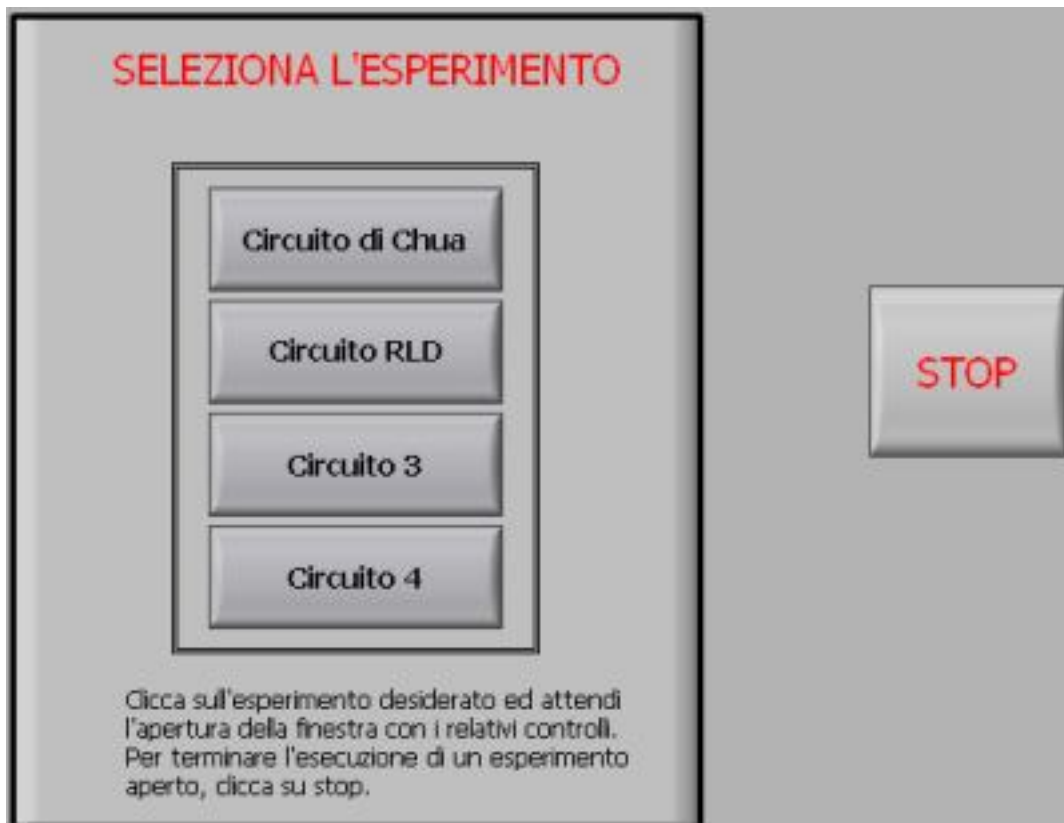 SELEZIONA L'ESPERIMENTO
Circuito di Chua
Circuito RLD
Circuito 3
Circuito 4
STOP
Clicca sull'esperimento desiderato ed attendi
l'apertura della finestra con i relativi controlli.
Per terminare l'esecuzione di un esperimento
aperto, clicca su stop.